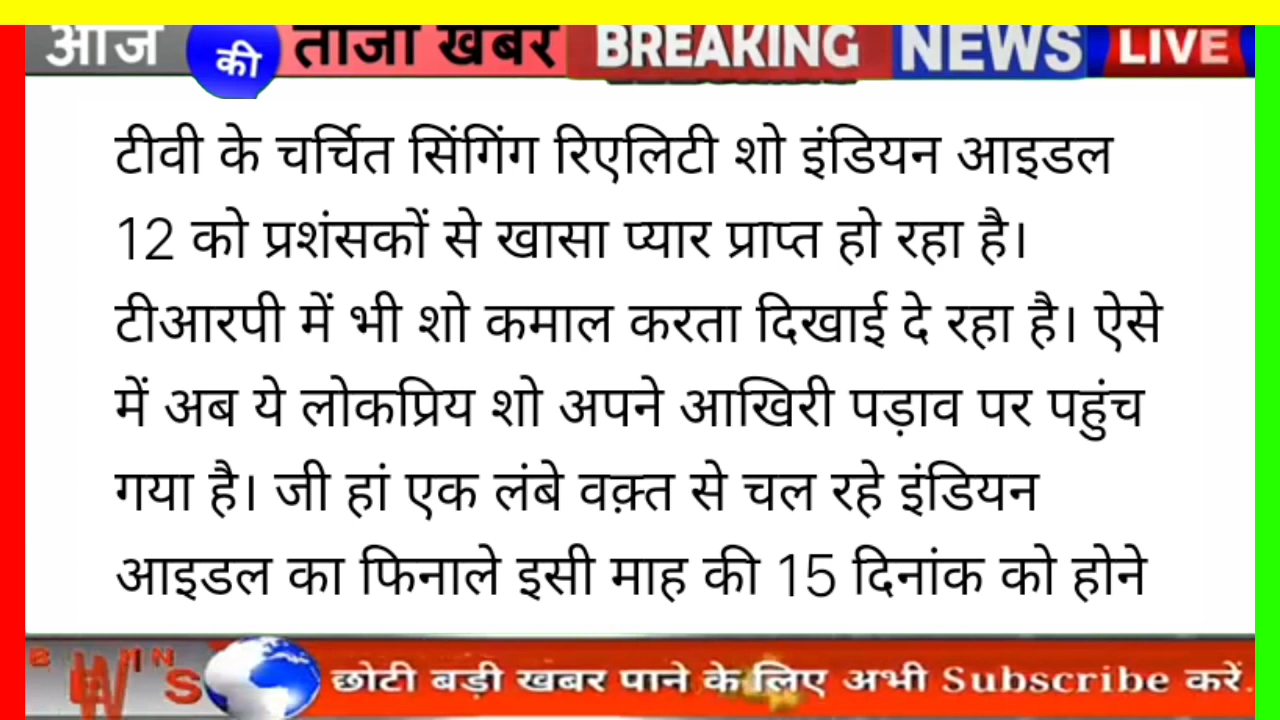 आज की ताजा खबर BREAKING NEWS LIVE
टीवी के चर्चित सिंगिंग रिएलिटी शो इंडियन आइडल
12 को प्रशंसकों से खासा प्यार प्राप्त हो रहा है।
टीआरपी में भी शो कमाल करता दिखाई दे रहा है। ऐसे
में अब ये लोकप्रिय शो अपने आखिरी पड़ाव पर पहुंच
गया है। जी हां एक लंबे वक़्त से चल रहे इंडियन
आइडल का फिनाले इसी माह की 15 दिनांक को होने
छोटी बड़ी खबर पाने के लिए अभी Subscribe करें.